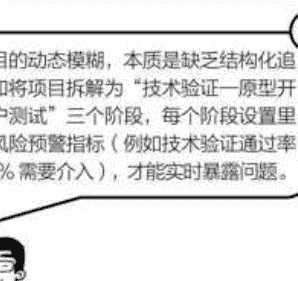 目的动态模糊，本质是缺乏结构化追
如将项目拆解为“技术验证—原型开
户测试”三个阶段，每个阶段设置里
风险预警指标（例如技术验证通过率
% 需要介入），才能实时暴露问题。